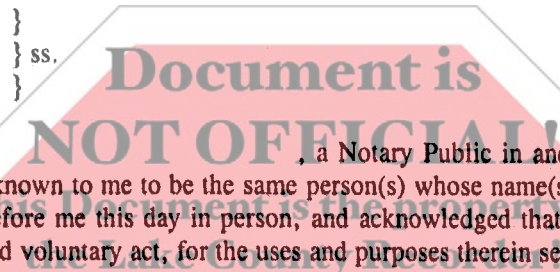 } ss.
Document is
NOT OFFICIAL!
, a Notary Public in and
known to me to be the same person(s) whose name(s
This Document is the property
efore me this day in person, and acknowledged that
the Lake County Recorder
d voluntary act, for the uses and purposes therein se